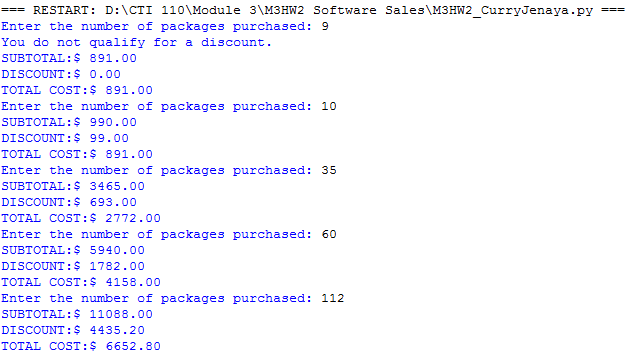 === RESTART: D:\CTI 110\Module 3\M3HW2 Software Sales\M3HW2_CurryJenaya.py ===
Enter the number of packages purchased: 9
You do not qualify for a discount.
SUBTOTAL:$ 891.00
DISCOUNT:$ 0.00
TOTAL COST:$ 891.00
Enter the number of packages purchased: 10
SUBTOTAL:$ 990.00
DISCOUNT:$ 99.00
TOTAL COST:$ 891.00
Enter the number of packages purchased: 35
SUBTOTAL:$ 3465.00
DISCOUNT:$ 693.00
TOTAL COST:$ 2772.00
Enter the number of packages purchased: 60
SUBTOTAL:$ 5940.00
DISCOUNT:$ 1782.00
TOTAL COST:$ 4158.00
Enter the number of packages purchased: 112
SUBTOTAL:$ 11088.00
DISCOUNT:$ 4435.20
TOTAL COST:$ 6652.80